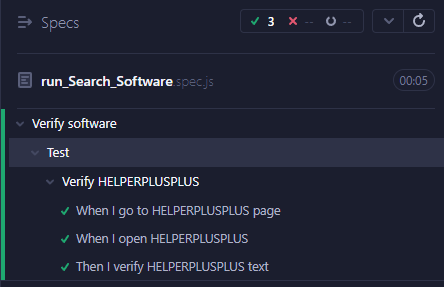 Specs 3 -- --
run_Search_Software.spec.js 00:05
Verify software
Test
Verify HELPERPLUSPLUS
When I go to HELPERPLUSPLUS page
When I open HELPERPLUSPLUS
Then I verify HELPERPLUSPLUS text